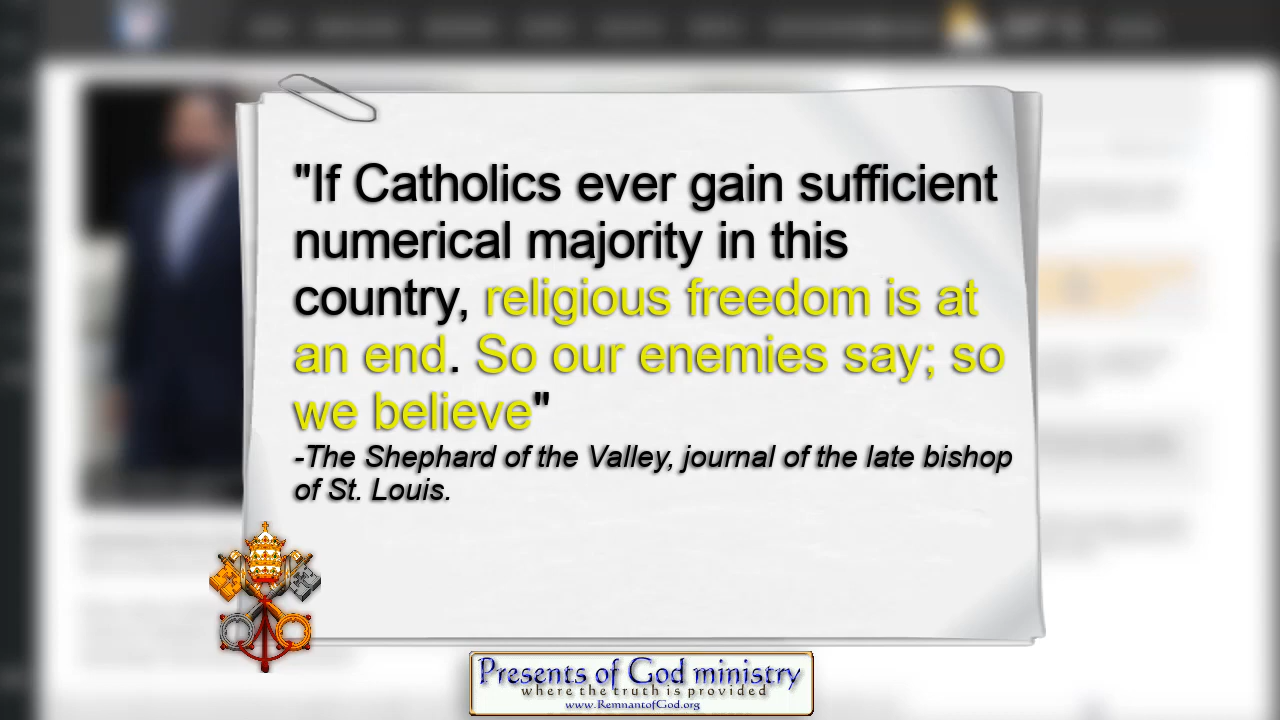 "If Catholics ever gain sufficient
numerical majority in this
country, religious freedom is at
an end. So our enemies say; so
we believe"
-The Shephard of the Valley, journal of the late bishop
of St. Louis.
Presents of God ministry
where the truth is provided
www.RemnantofGod.org